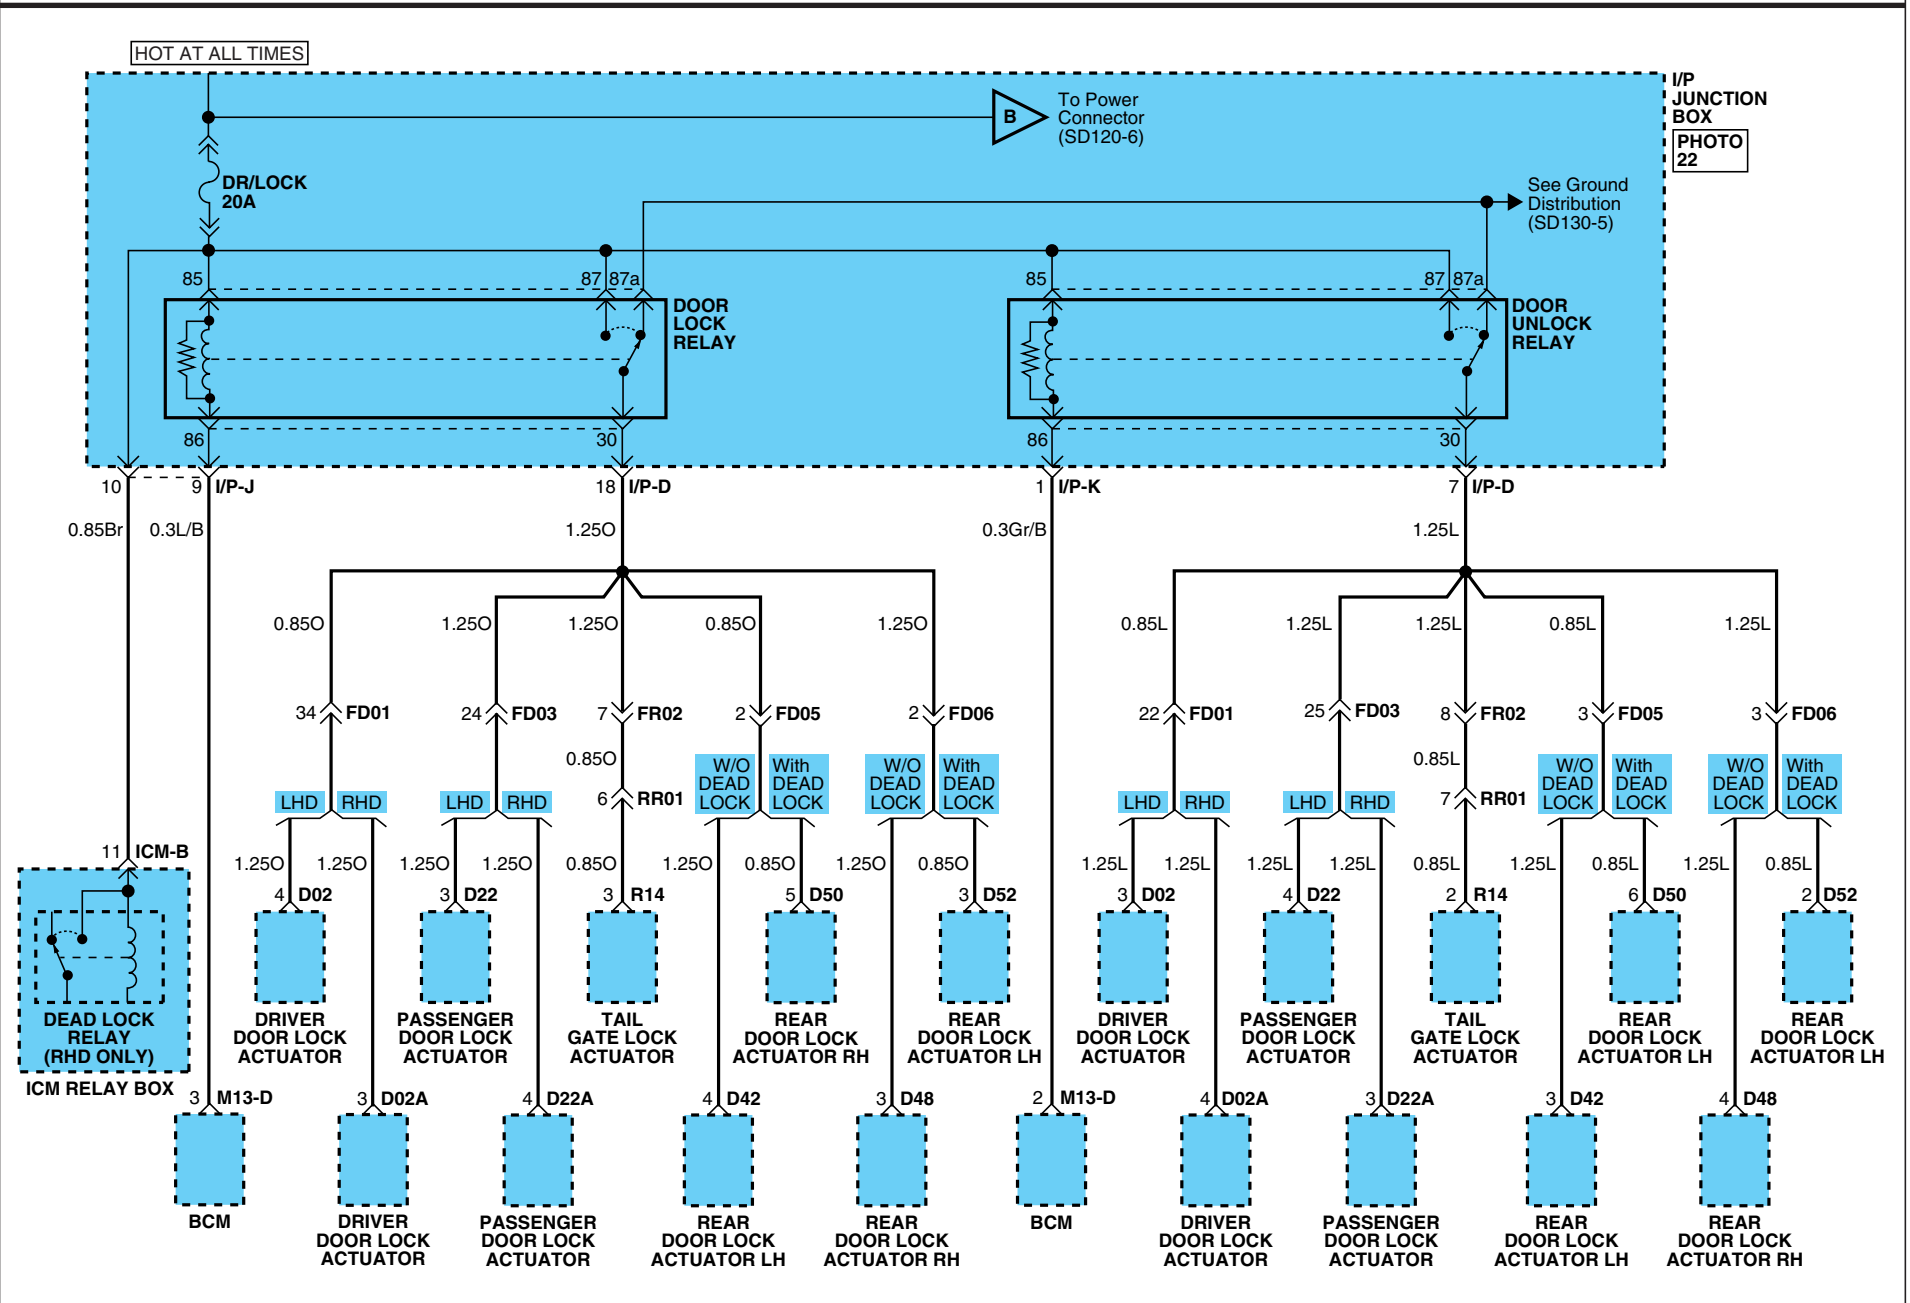 HOT AT ALL TIMES
I/P
JUNCTION
BOX
PHOTO
22
B
To Power
Connector
(SD120-6)
DR/LOCK
20A
See Ground
Distribution
(SD130-5)
85
87
87a
DOOR
LOCK
RELAY
85
87
87a
DOOR
UNLOCK
RELAY
86
30
86
30
10
9
I/P-J
18
I/P-D
1
I/P-K
7
I/P-D
0.85Br
0.3L/B
1.25O
0.3Gr/B
1.25L
0.85O
1.25O
1.25O
0.85O
1.25O
0.85L
1.25L
1.25L
0.85L
1.25L
34
FD01
24
FD03
7
FR02
2
FD05
2
FD06
22
FD01
25
FD03
8
FR02
3
FD05
3
FD06
0.85O
0.85L
W/O
DEAD
LOCK
With
DEAD
LOCK
W/O
DEAD
LOCK
With
DEAD
LOCK
W/O
DEAD
LOCK
With
DEAD
LOCK
W/O
DEAD
LOCK
With
DEAD
LOCK
LHD
RHD
LHD
RHD
6
RR01
LHD
RHD
LHD
RHD
7
RR01
11
ICM-B
1.25O
1.25O
1.25O
1.25O
0.85O
1.25O
0.85O
1.25O
0.85O
1.25L
1.25L
1.25L
1.25L
0.85L
1.25L
0.85L
1.25L
0.85L
4
D02
3
D22
3
R14
5
D50
3
D52
3
D02
4
D22
2
R14
6
D50
2
D52
DEAD LOCK
RELAY
(RHD ONLY)
ICM RELAY BOX
DRIVER
DOOR LOCK
ACTUATOR
PASSENGER
DOOR LOCK
ACTUATOR
TAIL
GATE LOCK
ACTUATOR
REAR
DOOR LOCK
ACTUATOR RH
REAR
DOOR LOCK
ACTUATOR LH
DRIVER
DOOR LOCK
ACTUATOR
PASSENGER
DOOR LOCK
ACTUATOR
TAIL
GATE LOCK
ACTUATOR
REAR
DOOR LOCK
ACTUATOR LH
REAR
DOOR LOCK
ACTUATOR LH
3
M13-D
3
D02A
4
D22A
4
D42
3
D48
2
M13-D
4
D02A
3
D22A
3
D42
4
D48
BCM
DRIVER
DOOR LOCK
ACTUATOR
PASSENGER
DOOR LOCK
ACTUATOR
REAR
DOOR LOCK
ACTUATOR LH
REAR
DOOR LOCK
ACTUATOR RH
BCM
DRIVER
DOOR LOCK
ACTUATOR
PASSENGER
DOOR LOCK
ACTUATOR
REAR
DOOR LOCK
ACTUATOR LH
REAR
DOOR LOCK
ACTUATOR RH